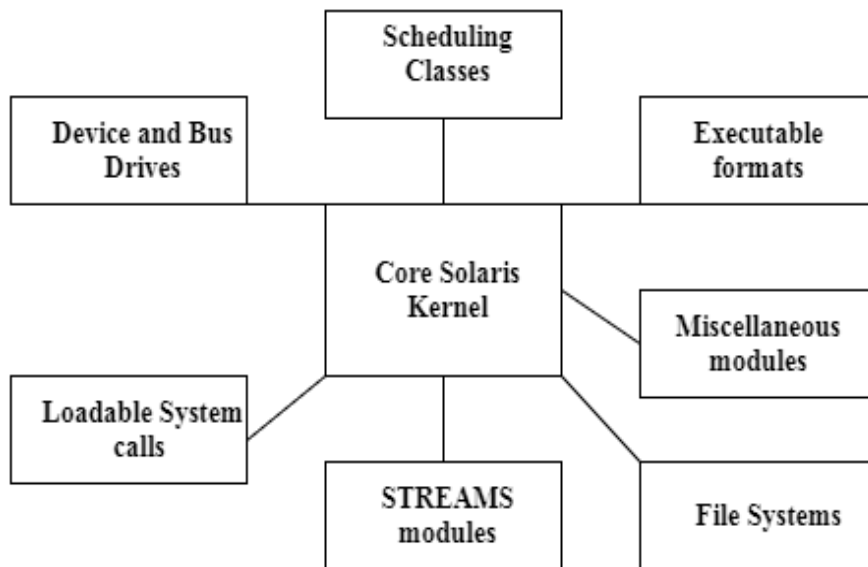 Scheduling
Classes
Device and Bus
Drives
Executable
formats
Core Solaris
Kernel
Miscellaneous
modules
Loadable System
calls
STREAMS
modules
File Systems